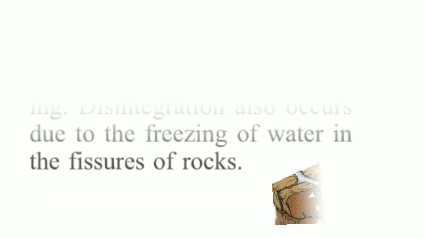 ing. Disintegration also occurs
due to the freezing of water in
the fissures of rocks.